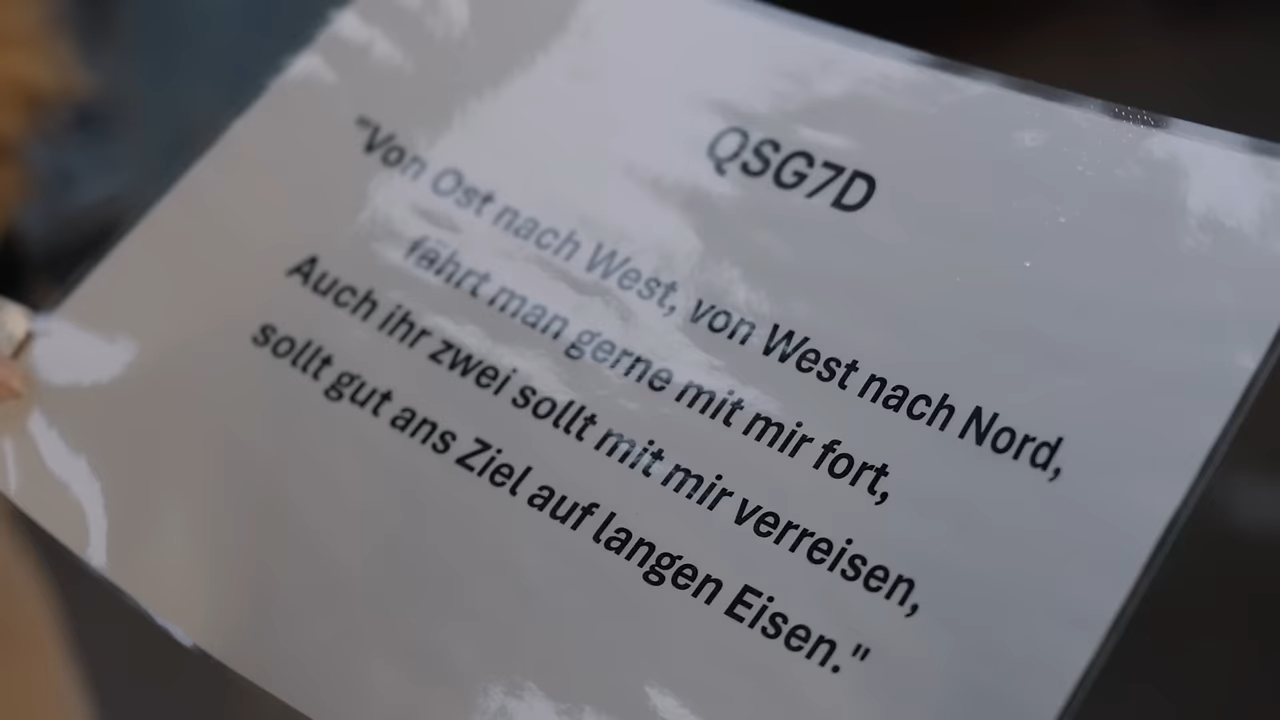 QSG7D
"Von Ost nach West, von West nach Nord,
fährt man gerne mit mir fort,
Auch ihr zwei sollt mit mir verreisen,
sollt gut ans Ziel auf langen Eisen."